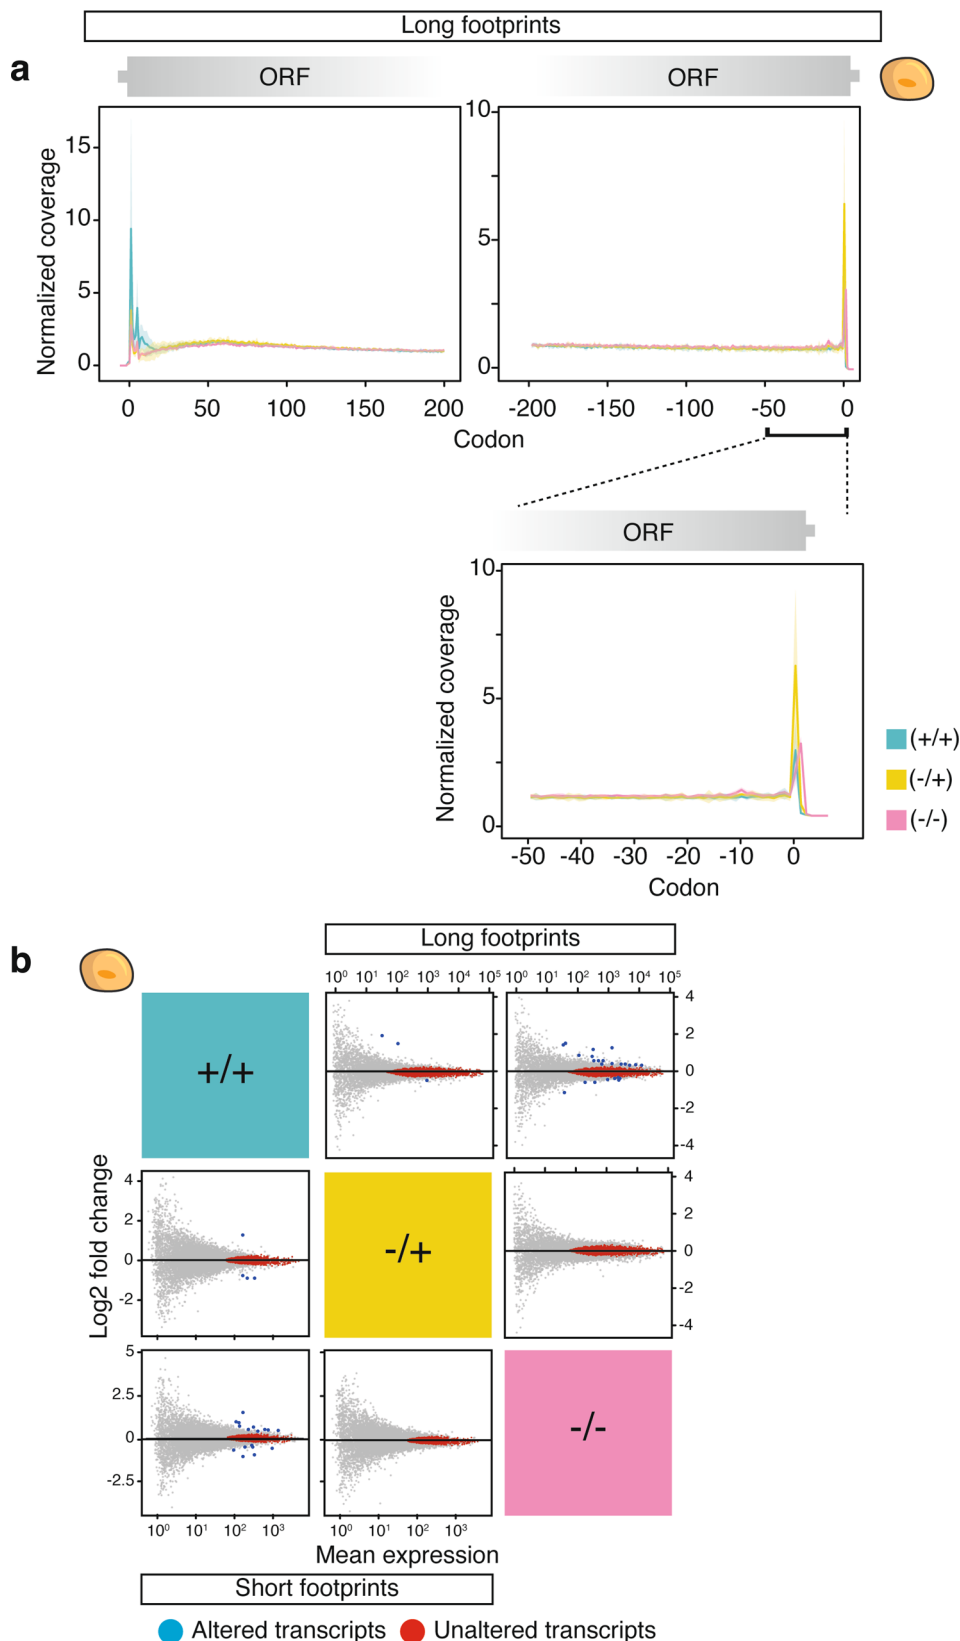 Long footprints
a
ORF
ORF
15
10
5
0
Normalized coverage
0 50 100 150 200
10
5
0
-200 -150 -100 -50 0
Codon
ORF
10
5
0
Normalized coverage
-50 -40 -30 -20 -10 0
Codon
(+/+)
(-/+)
(-/-)
b
Long footprints
10⁰ 10¹ 10² 10³ 10⁴ 10⁵
10⁰ 10¹ 10² 10³ 10⁴ 10⁵
+/+
4
2
0
-2
-4
Log2 fold change
4
2
0
-2
-/+
4
2
0
-2
-4
5
2.5
0
-2.5
-/-
10⁰ 10¹ 10² 10³
10⁰ 10¹ 10² 10³
Mean expression
Short footprints
Altered transcripts
Unaltered transcripts